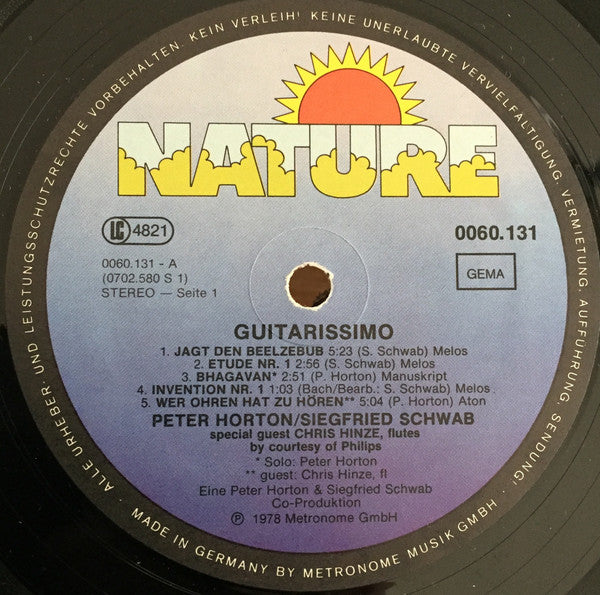 ALLE URHEBER UND LEISTUNGSSCHUTZRECHTE VORBEHALTEN. KEIN VERLEIH! KEINE UNERLAUBTE VERVIELFÄLTIGUNG, VERMIETUNG, AUFFÜHRUNG, SENDUNG!
NATURE
LC 4821
0060.131
0060.131 - A
(0702.580 S 1)
STEREO — Seite 1
GEMA
GUITARISSIMO
1. JAGT DEN BEELZEBUB 5:23 (S. Schwab) Melos
2. ETUDE NR. 1 2:56 (S. Schwab) Melos
3. BHAGAVAN* 2:51 (P. Horton) Manuskript
4. INVENTION NR. 1 1:03 (Bach/Bearb.: S. Schwab) Melos
5. WER OHREN HAT ZU HÖREN** 5:04 (P. Horton) Aton
PETER HORTON/SIEGFRIED SCHWAB
special guest CHRIS HINZE, flutes
by courtesy of Philips
* Solo: Peter Horton
** guest: Chris Hinze, fl
Eine Peter Horton & Siegfried Schwab
Co-Produktion
℗ 1978 Metronome GmbH
· MADE IN GERMANY BY METRONOME MUSIK GMBH ·